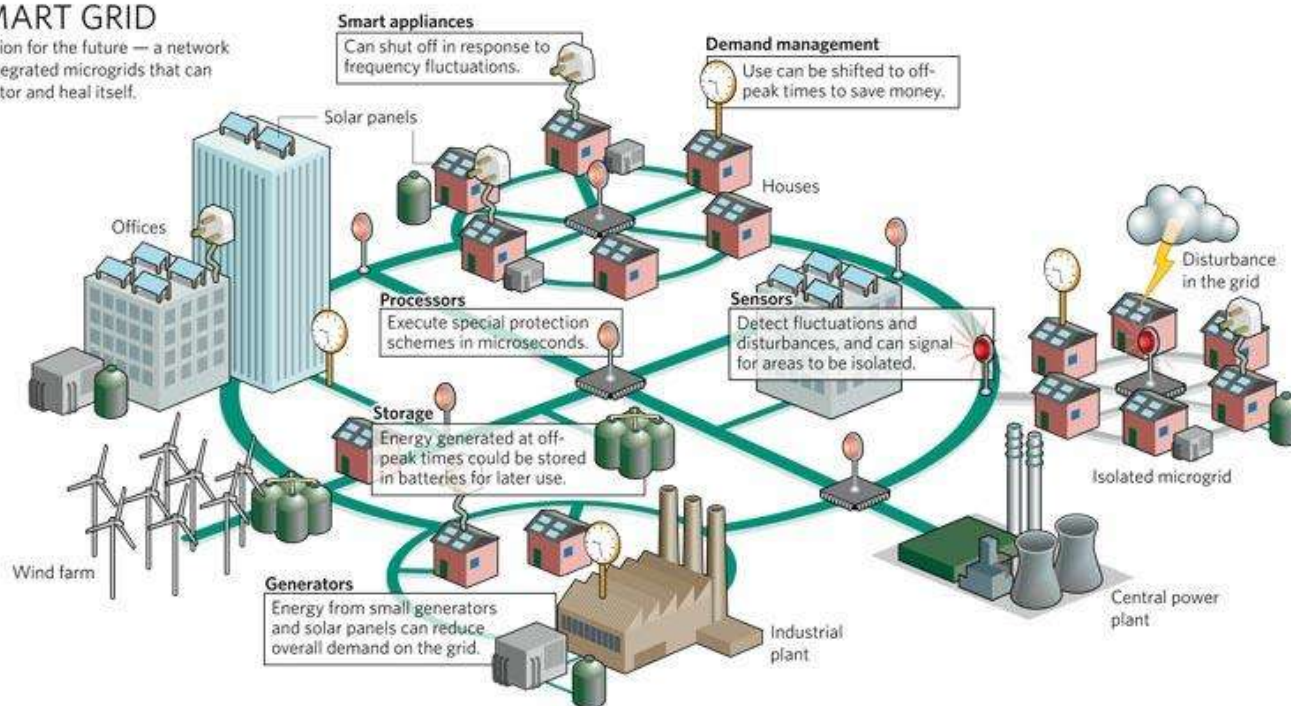 MART GRID
ion for the future — a network
egrated microgrids that can
tor and heal itself.
Smart appliances
Can shut off in response to
frequency fluctuations.
Demand management
Use can be shifted to off-
peak times to save money.
Solar panels
Houses
Offices
Disturbance
in the grid
Processors
Execute special protection
schemes in microseconds.
Sensors
Detect fluctuations and
disturbances, and can signal
for areas to be isolated.
Storage
Energy generated at off-
peak times could be stored
in batteries for later use.
Isolated microgrid
Wind farm
Generators
Energy from small generators
and solar panels can reduce
overall demand on the grid.
Industrial
plant
Central power
plant